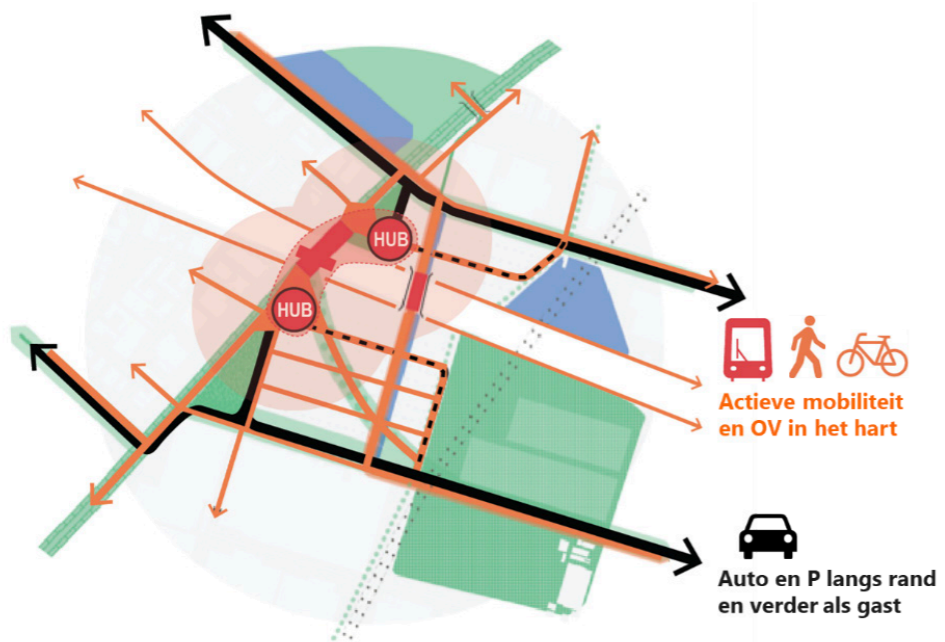 HUB
HUB
Actieve mobiliteit
en OV in het hart
Auto en P langs rand
en verder als gast